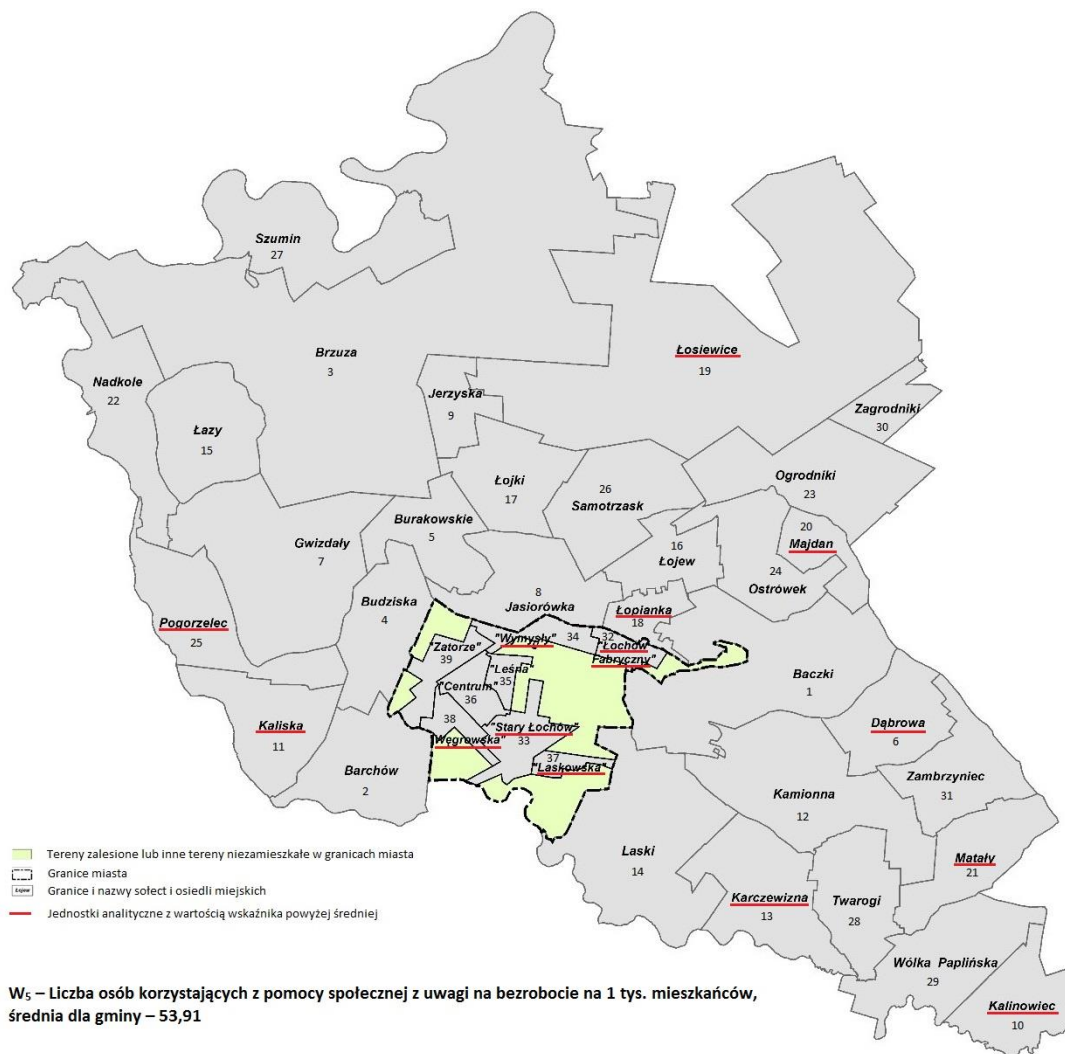 Szumin
27
Brzuza
3
Łosiewice
19
Nadkole
22
Jerzyska
9
Zagrodniki
30
Łazy
15
Ogrodniki
23
Łojki
17
26
Samotrzask
20
Majdan
Burakowskie
5
16
Łojew
Gwizdały
7
24
Ostrówek
8
Jasiorówka
Budziska
4
Łopianka
18
Pogorzelec
25
"Wymysły"
34
32
"Łochów
Fabryczny"
"Zatorze"
39
"Leśna"
35
"Centrum"
36
Baczki
1
Kaliska
11
38
"Węgrowska"
"Stary Łochów"
33
Dąbrowa
6
37
"Laskowska"
Barchów
2
Zambrzyniec
31
Kamionna
12
Laski
14
Matały
21
Karczewizna
13
Twarogi
28
Wólka Paplińska
29
Kalinowiec
10
Tereny zalesione lub inne tereny niezamieszkałe w granicach miasta
Granice miasta
Łojew Granice i nazwy sołect i osiedli miejskich
Jednostki analityczne z wartością wskaźnika powyżej średniej
W₅ – Liczba osób korzystających z pomocy społecznej z uwagi na bezrobocie na 1 tys. mieszkańców,
średnia dla gminy – 53,91